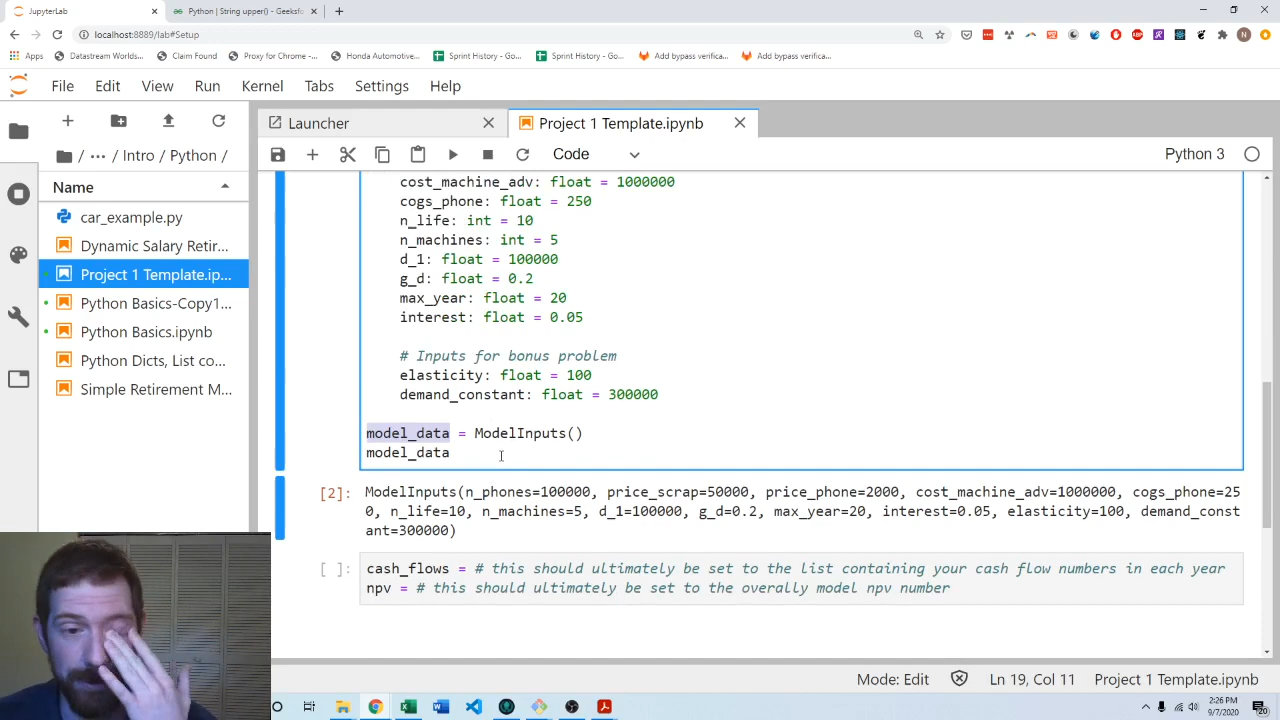 JupyterLab
Python | String upper() - Geeksfo
localhost:8889/lab#Setup
Apps
Datastream Worlds...
Claim Found
Proxy for Chrome -...
Honda Automotive...
Sprint History - Go...
Sprint History - Go...
Add bypass verifica...
Add bypass verifica...
N
File Edit View Run Kernel Tabs Settings Help
Launcher
Project 1 Template.ipynb
/ ··· / Intro / Python /
Code
Python 3
Name
car_example.py
Dynamic Salary Retir...
Project 1 Template.ip...
Python Basics-Copy1...
Python Basics.ipynb
Python Dicts, List co...
Simple Retirement M...
cost_machine_adv: float = 1000000
cogs_phone: float = 250
n_life: int = 10
n_machines: int = 5
d_1: float = 100000
g_d: float = 0.2
max_year: float = 20
interest: float = 0.05
# Inputs for bonus problem
elasticity: float = 100
demand_constant: float = 300000
model_data = ModelInputs()
model_data
[2]:
ModelInputs(n_phones=100000, price_scrap=50000, price_phone=2000, cost_machine_adv=1000000, cogs_phone=25
0, n_life=10, n_machines=5, d_1=100000, g_d=0.2, max_year=20, interest=0.05, elasticity=100, demand_const
ant=300000)
[ ]:
cash_flows = # this should ultimately be set to the list containing your cash flow numbers in each year
npv = # this should ultimately be set to the overally model npv number
Mode:
Ln 19, Col
Project 1 Template.ipynb
2:26 PM
9/7/2020